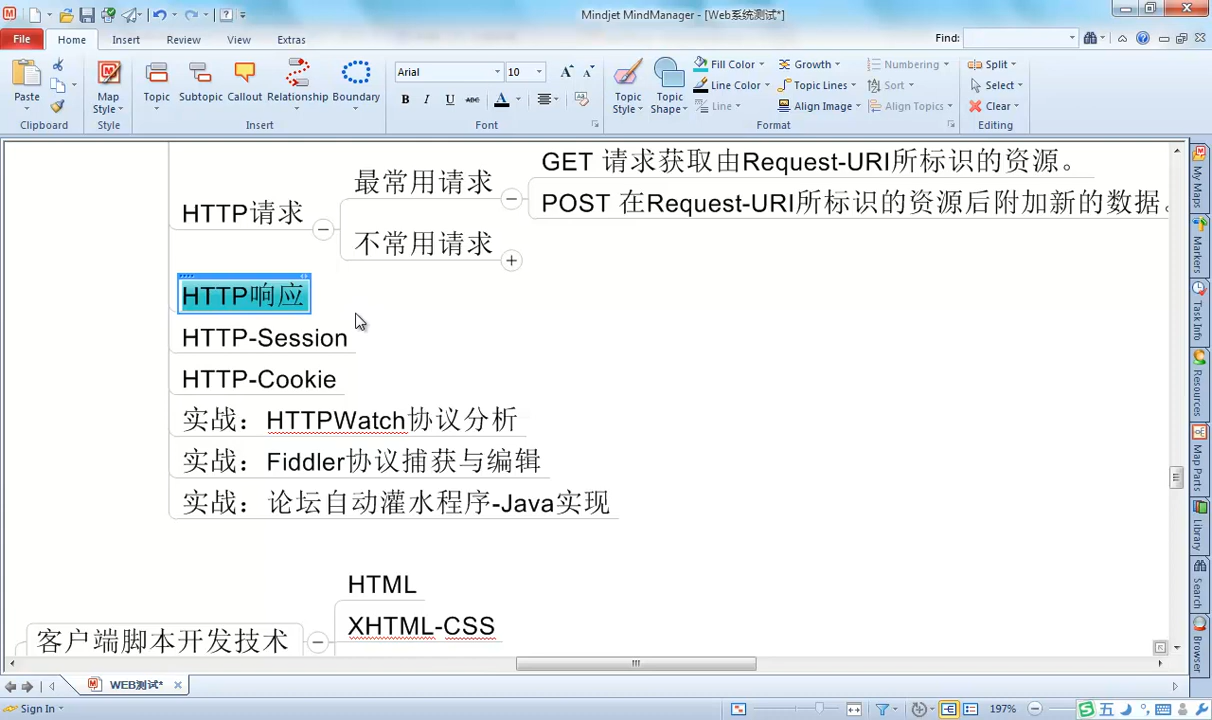 Mindjet MindManager - [Web系统测试*]
File Home Insert Review View Extras
Find:
Paste
Map Style
Topic
Subtopic
Callout
Relationship
Boundary
Arial 10
B I U abc A
Topic Style
Topic Shape
Fill Color
Line Color
Line
Growth
Topic Lines
Align Image
Numbering
Sort
Align Topics
Split
Select
Clear
Clipboard Style Insert Font Format Editing
GET 请求获取由Request-URI所标识的资源。
最常用请求
POST 在Request-URI所标识的资源后附加新的数据。
HTTP请求
不常用请求
HTTP响应
HTTP-Session
HTTP-Cookie
实战：HTTPWatch协议分析
实战：Fiddler协议捕获与编辑
实战：论坛自动灌水程序-Java实现
HTML
XHTML-CSS
客户端脚本开发技术
My Maps
Markers
Task Info
Resources
Map Parts
Library
Search
Browser
WEB测试*
Sign In
197%
五